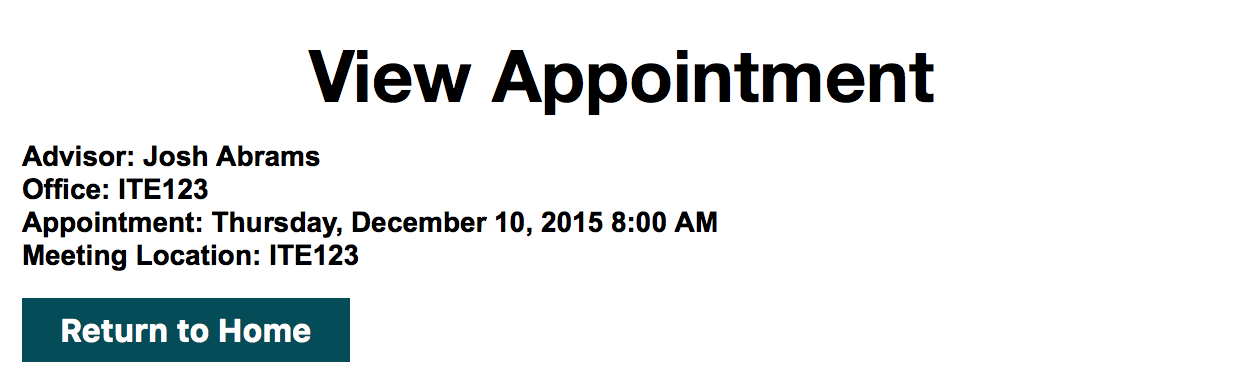 View Appointment
Advisor: Josh Abrams
Office: ITE123
Appointment: Thursday, December 10, 2015 8:00 AM
Meeting Location: ITE123
Return to Home